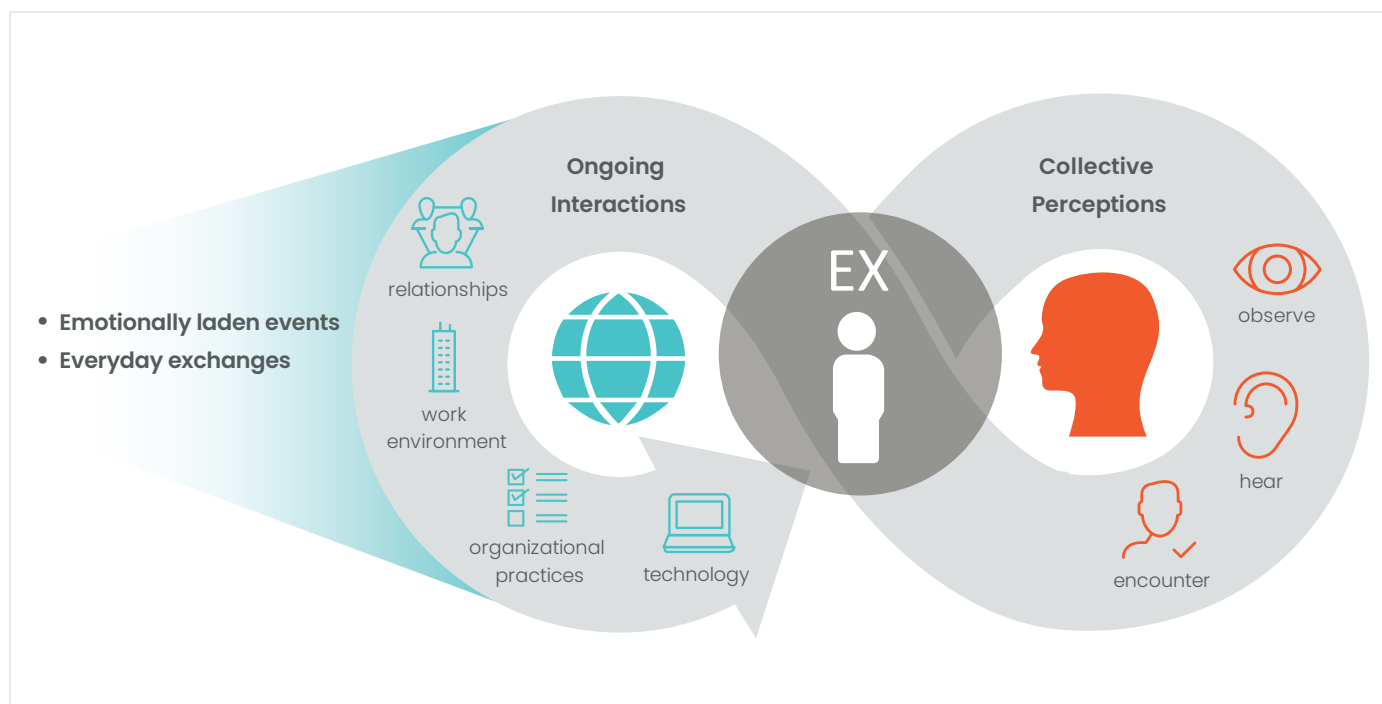 • Emotionally laden events
• Everyday exchanges
Ongoing
Interactions
relationships
work
environment
organizational
practices
technology
EX
Collective
Perceptions
observe
hear
encounter